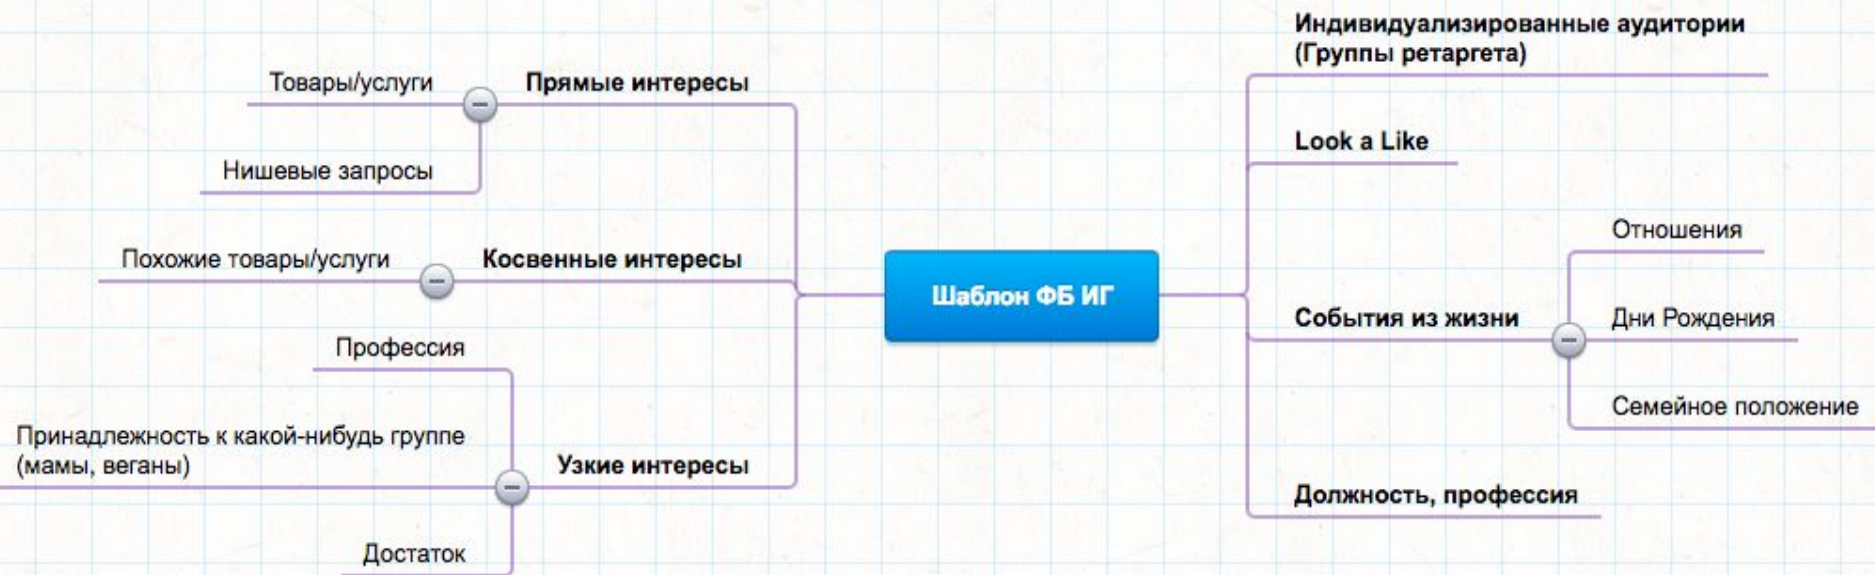 Товары/услуги
Прямые интересы
Нишевые запросы
Похожие товары/услуги
Косвенные интересы
Профессия
Принадлежность к какой-нибудь группе
(мамы, веганы)
Узкие интересы
Достаток
Шаблон ФБ ИГ
Индивидуализированные аудитории
(Группы ретаргета)
Look a Like
События из жизни
Отношения
Дни Рождения
Семейное положение
Должность, профессия